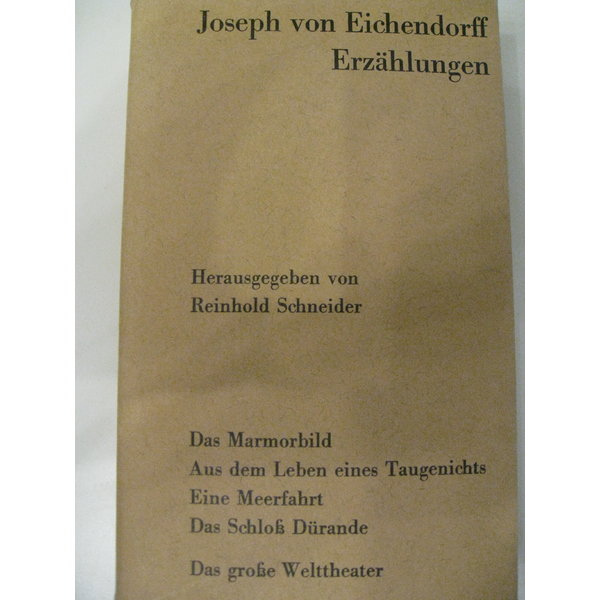 Joseph von Eichendorff
Erzählungen
Herausgegeben von
Reinhold Schneider
Das Marmorbild
Aus dem Leben eines Taugenichts
Eine Meerfahrt
Das Schloß Dürande
Das große Welttheater